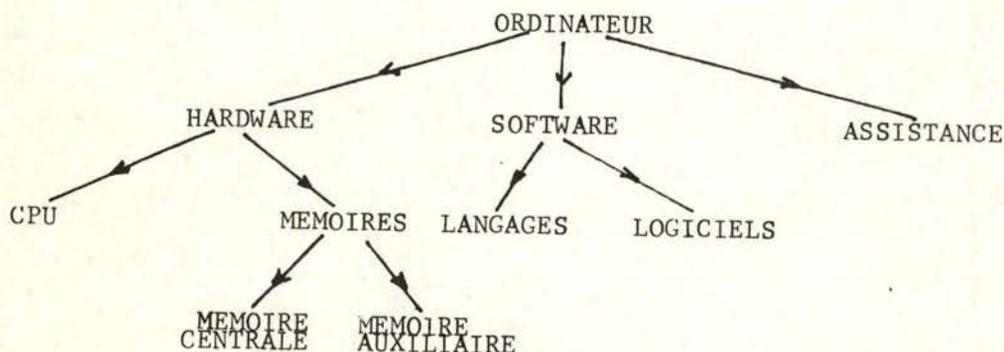 ORDINATEUR
HARDWARE SOFTWARE ASSISTANCE
CPU MEMOIRES LANGAGES LOGICIELS
MEMOIRE MEMOIRE
CENTRALE AUXILIAIRE